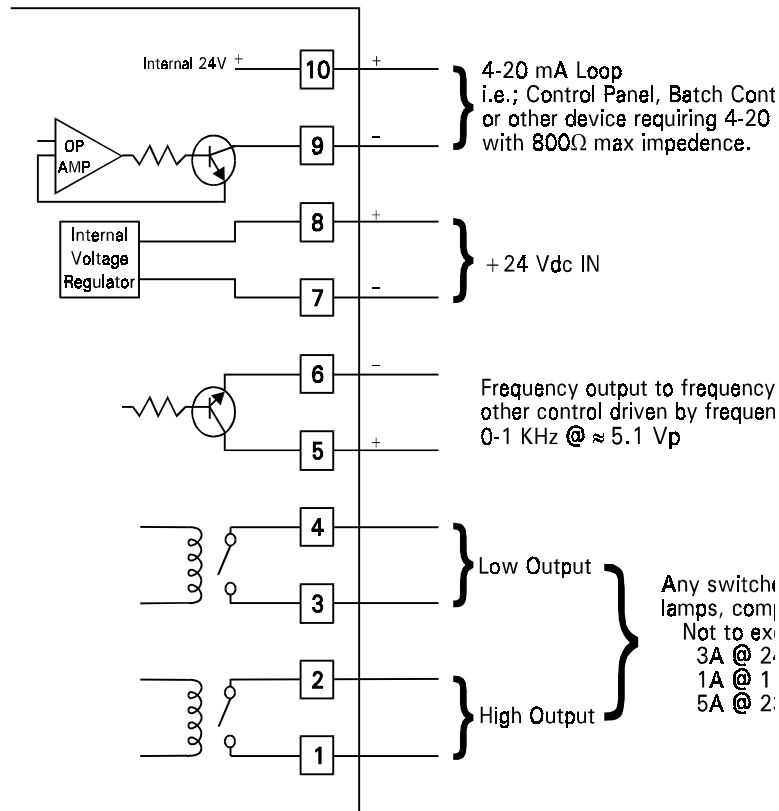 Internal 24V +
10
+
4-20 mA Loop
i.e.; Control Panel, Batch Cont
or other device requiring 4-20
with 800Ω max impedence.
OP
AMP
9
−
8
+
Internal
Voltage
Regulator
+24 Vdc IN
7
−
6
−
Frequency output to frequency
other control driven by frequen
0-1 KHz @ ≈ 5.1 Vp
5
+
4
Low Output
3
Any switche
lamps, comp
Not to exc
3A @ 24
1A @ 1
5A @ 23
2
High Output
1